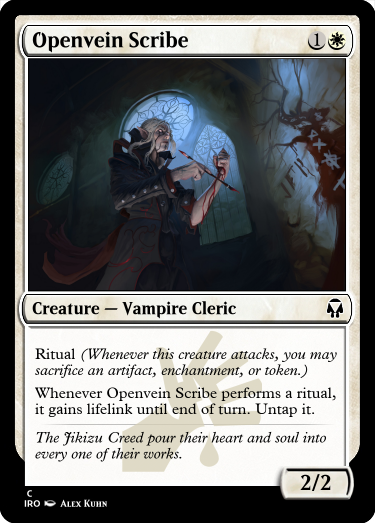 Openvein Scribe 1
Creature — Vampire Cleric
Ritual (Whenever this creature attacks, you may
sacrifice an artifact, enchantment, or token.)
Whenever Openvein Scribe performs a ritual,
it gains lifelink until end of turn. Untap it.
The Jikizu Creed pour their heart and soul into
every one of their works.
2/2
C
IRO Alex Kuhn